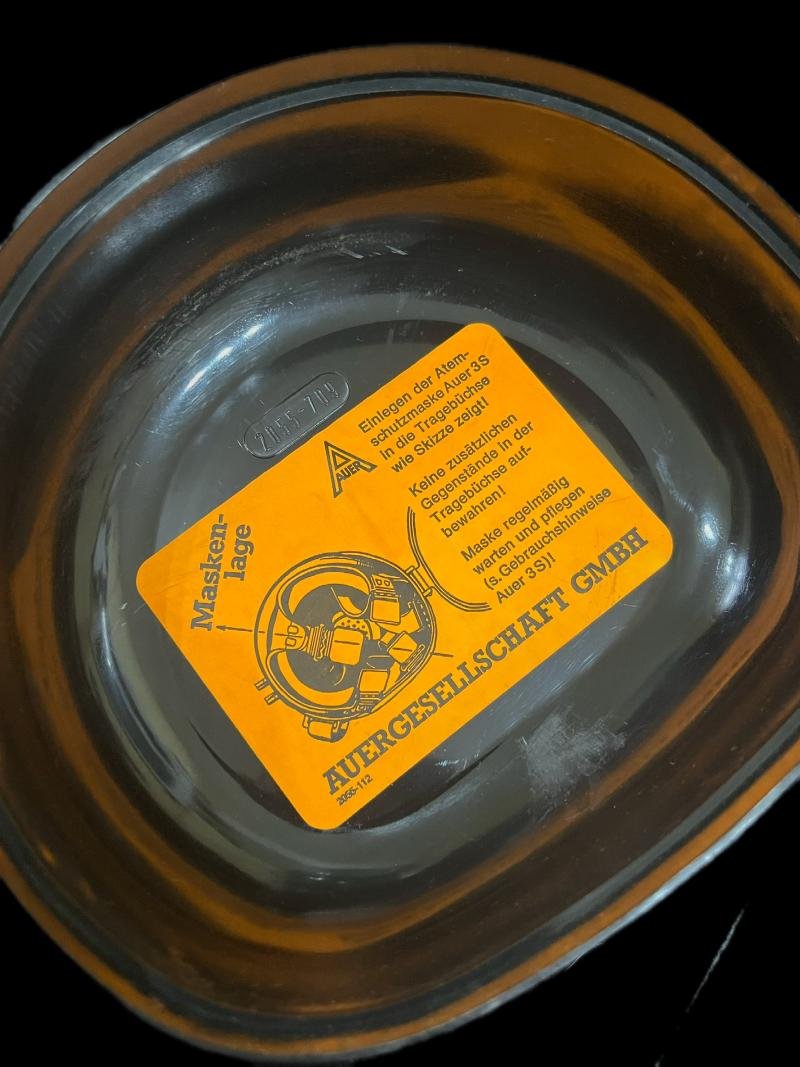 2055-709
AUER
Einlegen der Atem-
schutzmaske Auer 3S
in die Tragebüchse
wie Skizze zeigt!
Keine zusätzlichen
Gegenstände in der
Tragebüchse auf-
bewahren!
Maske regelmäßig
warten und pflegen
(s. Gebrauchshinweise
Auer 3S)!
Masken-
lage
AUERGESELLSCHAFT GMBH
2056-112